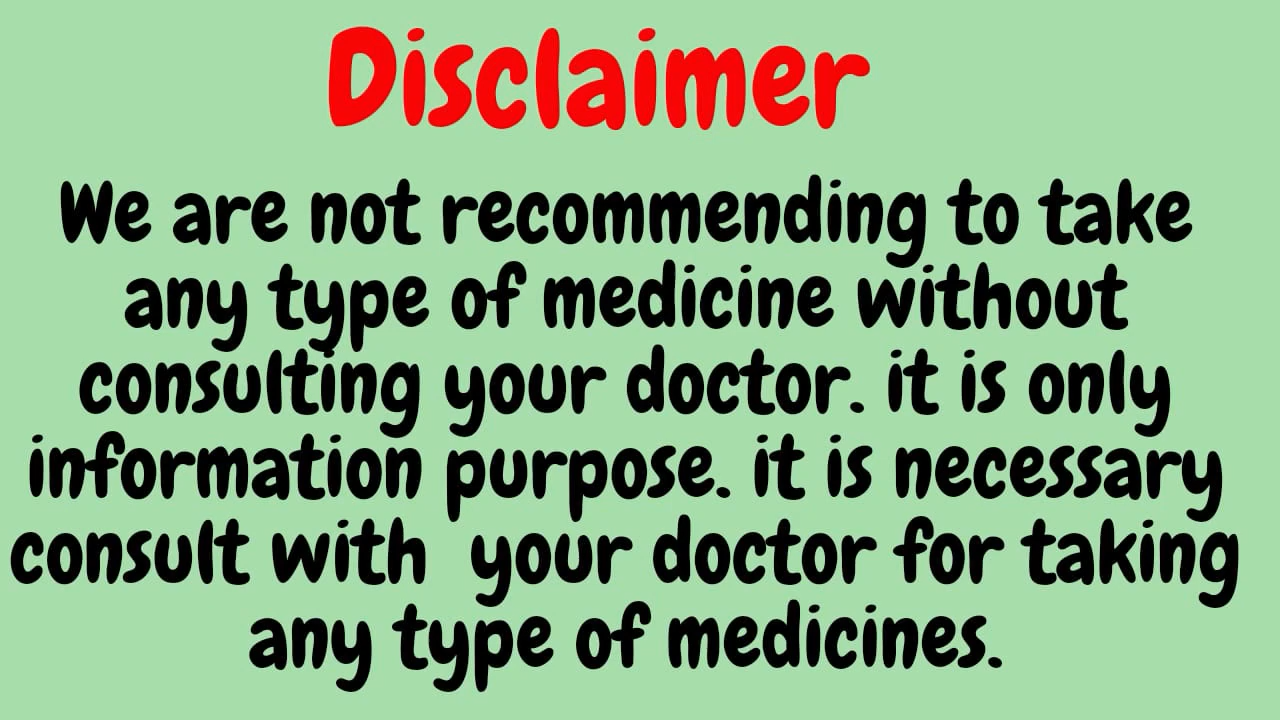 Disclaimer
We are not recommending to take
any type of medicine without
consulting your doctor. it is only
information purpose. it is necessary
consult with  your doctor for taking
any type of medicines.